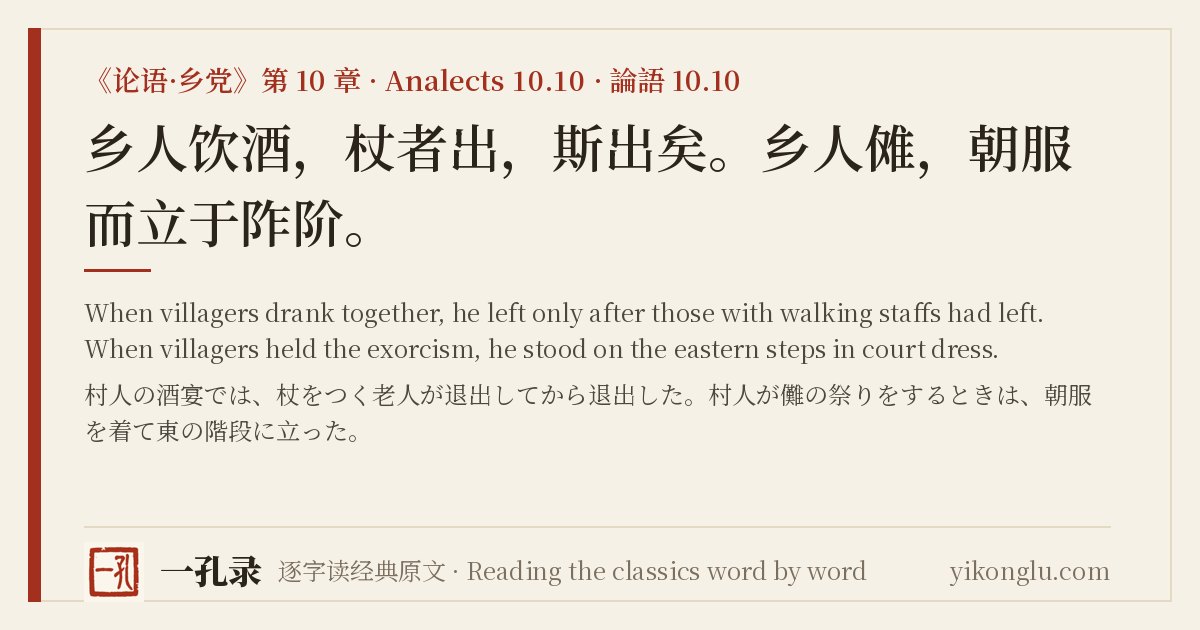 《论语·乡党》第 10 章 · Analects 10.10 · 論語 10.10
乡人饮酒，杖者出，斯出矣。乡人傩，朝服
而立于阼阶。
When villagers drank together, he left only after those with walking staffs had left.
When villagers held the exorcism, he stood on the eastern steps in court dress.
村人の酒宴では、杖をつく老人が退出してから退出した。村人が儺の祭りをするときは、朝服
を着て東の階段に立った。
一孔
一孔录 逐字读经典原文 · Reading the classics word by word yikonglu.com